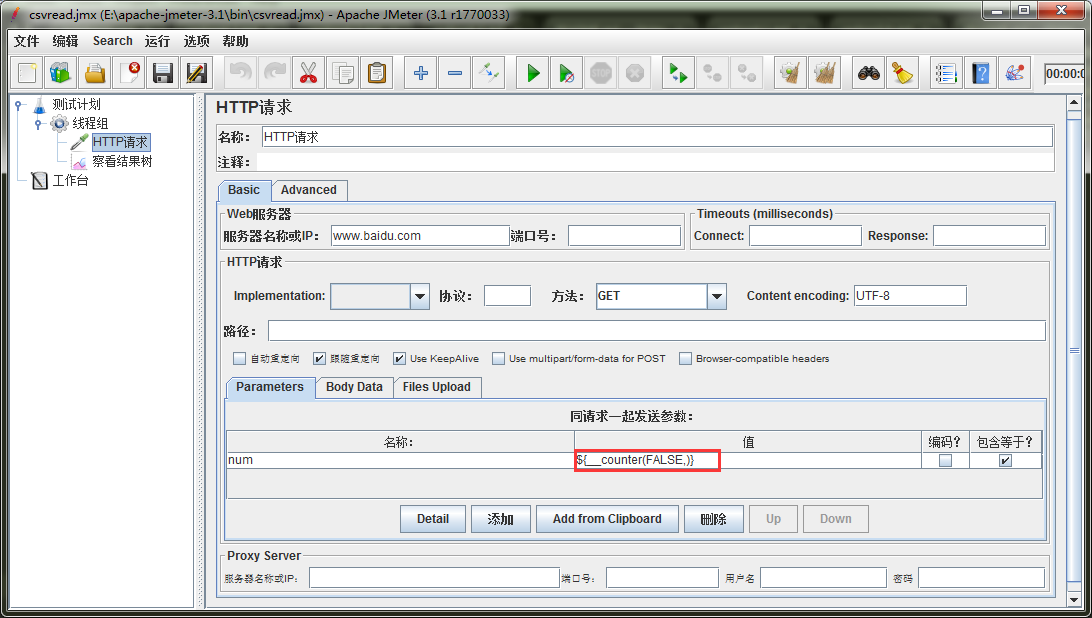 csvread.jmx (E:\apache-jmeter-3.1\bin\csvread.jmx) - Apache JMeter (3.1 r1770033)
文件 编辑 Search 运行 选项 帮助
STOP 00:00:0
测试计划
线程组
HTTP请求
察看结果树
工作台
HTTP请求
名称: HTTP请求
注释:
Basic Advanced
Web服务器 Timeouts (milliseconds)
服务器名称或IP: www.baidu.com 端口号: Connect: Response:
HTTP请求
Implementation: 协议: 方法: GET Content encoding: UTF-8
路径:
自动重定向 跟随重定向 Use KeepAlive Use multipart/form-data for POST Browser-compatible headers
Parameters Body Data Files Upload
同请求一起发送参数:
名称: 值 编码? 包含等于?
num ${__counter(FALSE,)}
Detail 添加 Add from Clipboard 删除 Up Down
Proxy Server
服务器名称或IP: 端口号: 用户名 密码